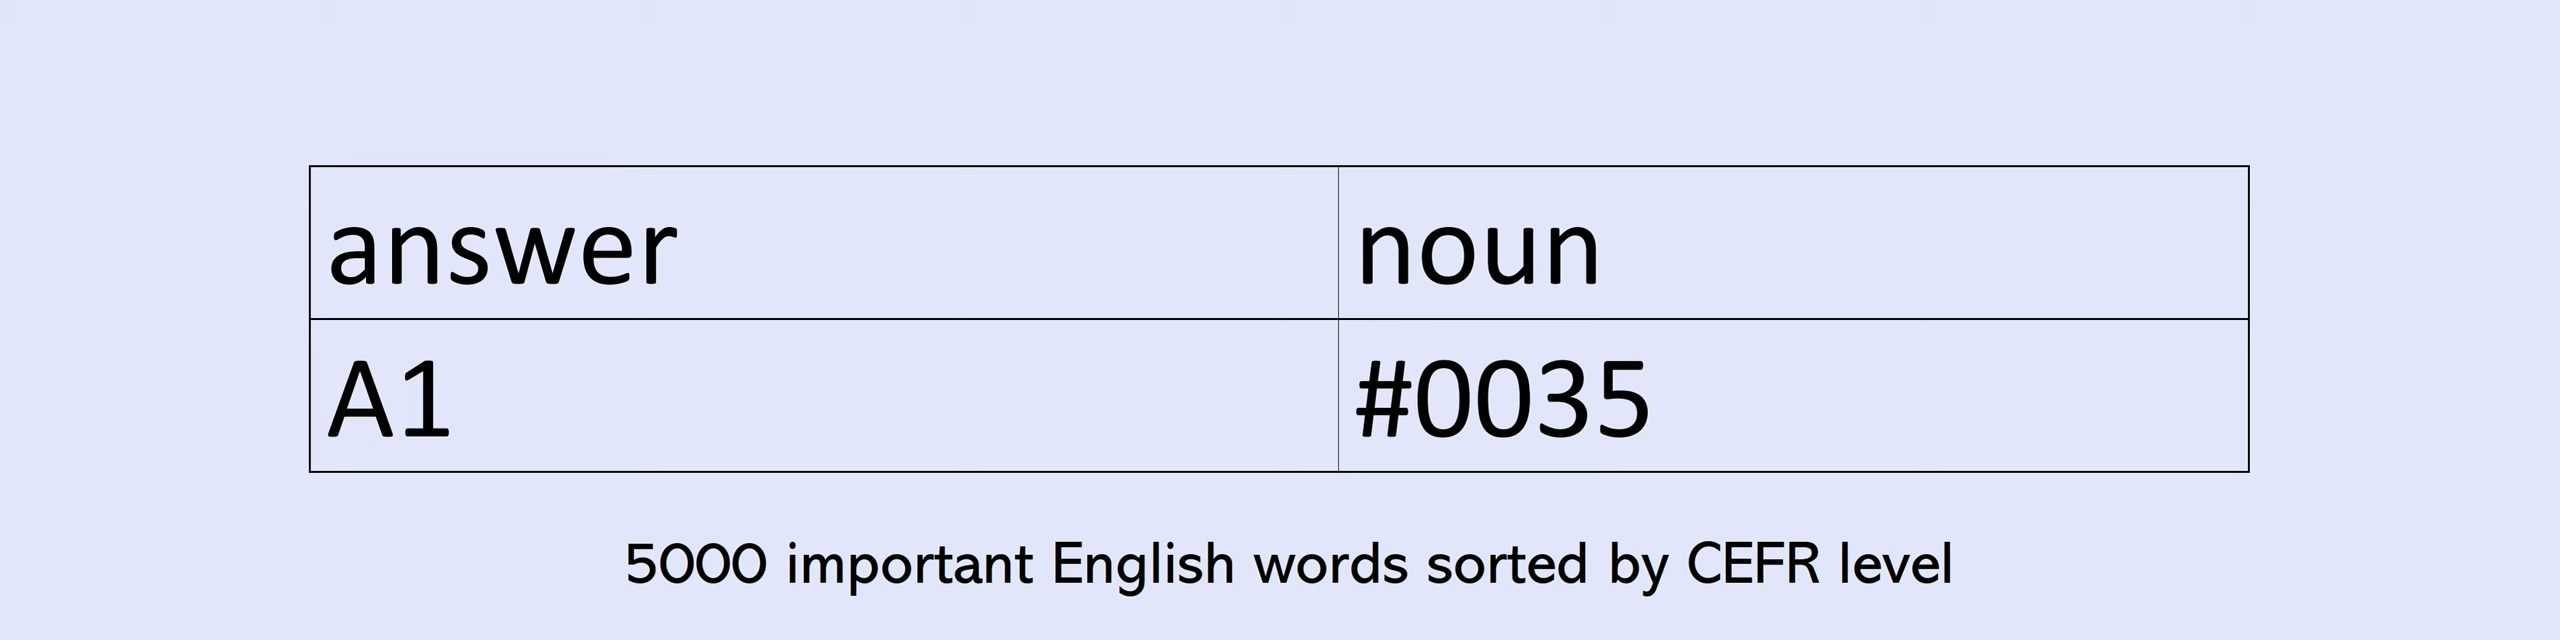 answer noun
A1 #0035
5000 important English words sorted by CEFR level